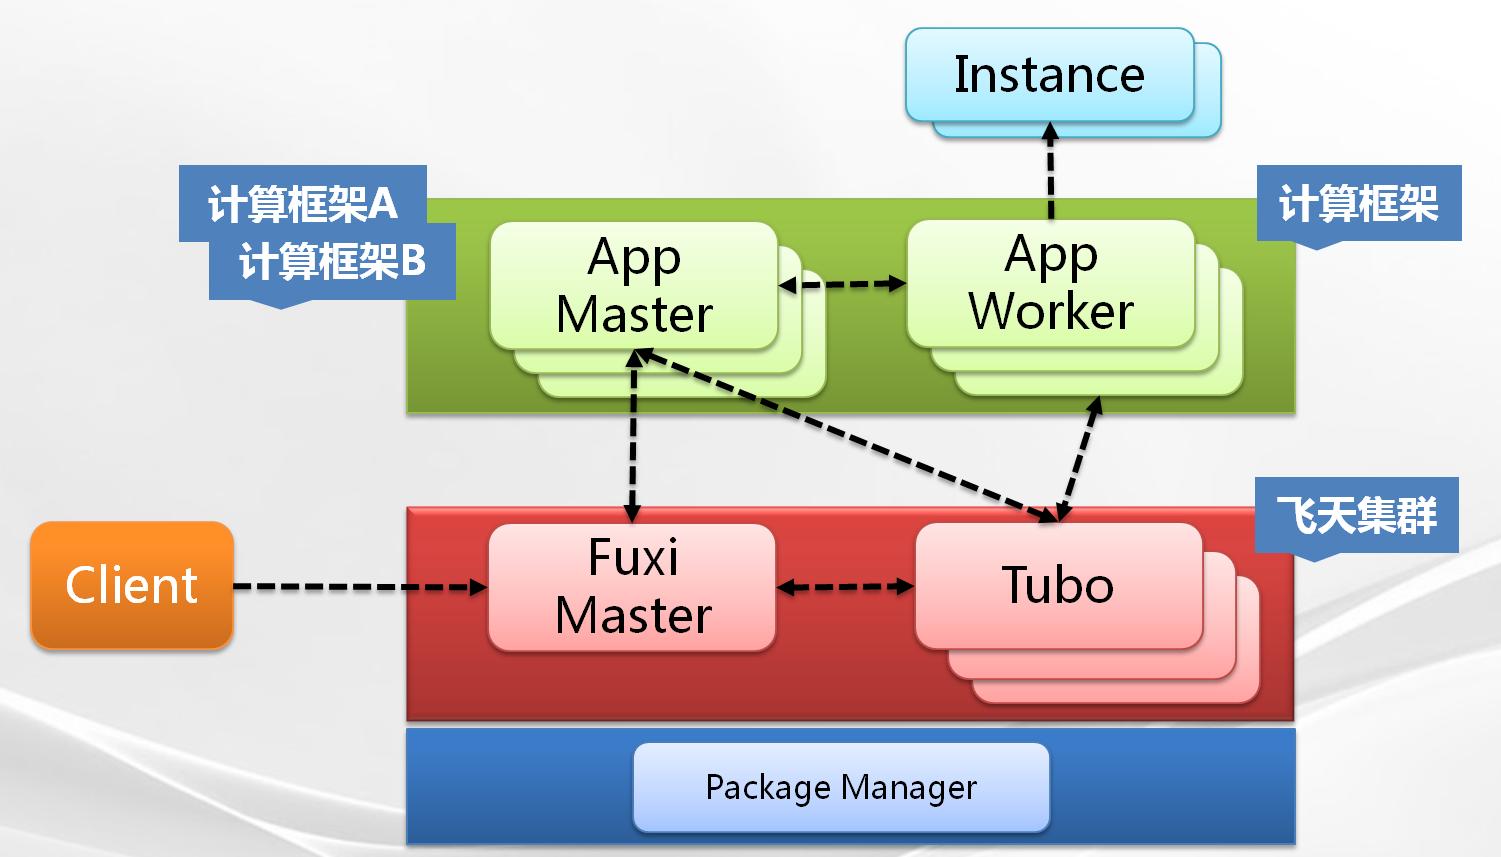 Instance
计算框架A
计算框架B
App
Master
App
Worker
计算框架
Client
Fuxi
Master
Tubo
飞天集群
Package Manager